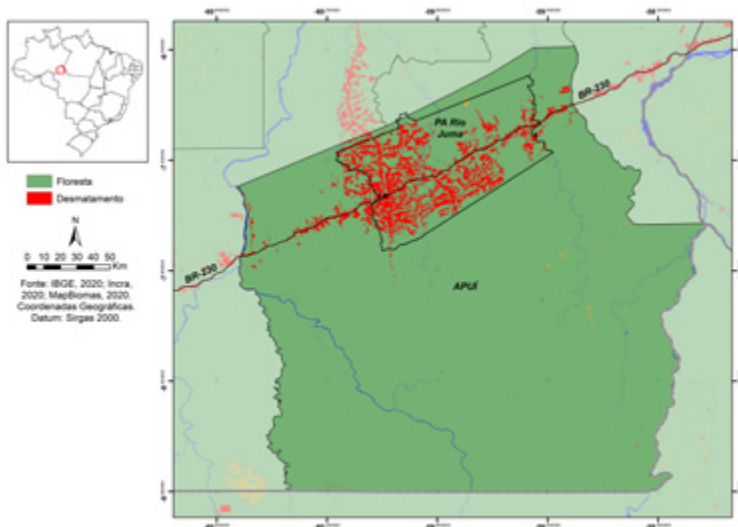 BR-230
PA Rio
Juma
Floresta
Desmatamento
N
0 10 20 30 40 50
Km
Fonte: IBGE, 2020; Incra,
2020; MapBiomas, 2020.
Coordenadas Geográficas.
Datum: Sirgas 2000.
BR-230
APUÍ